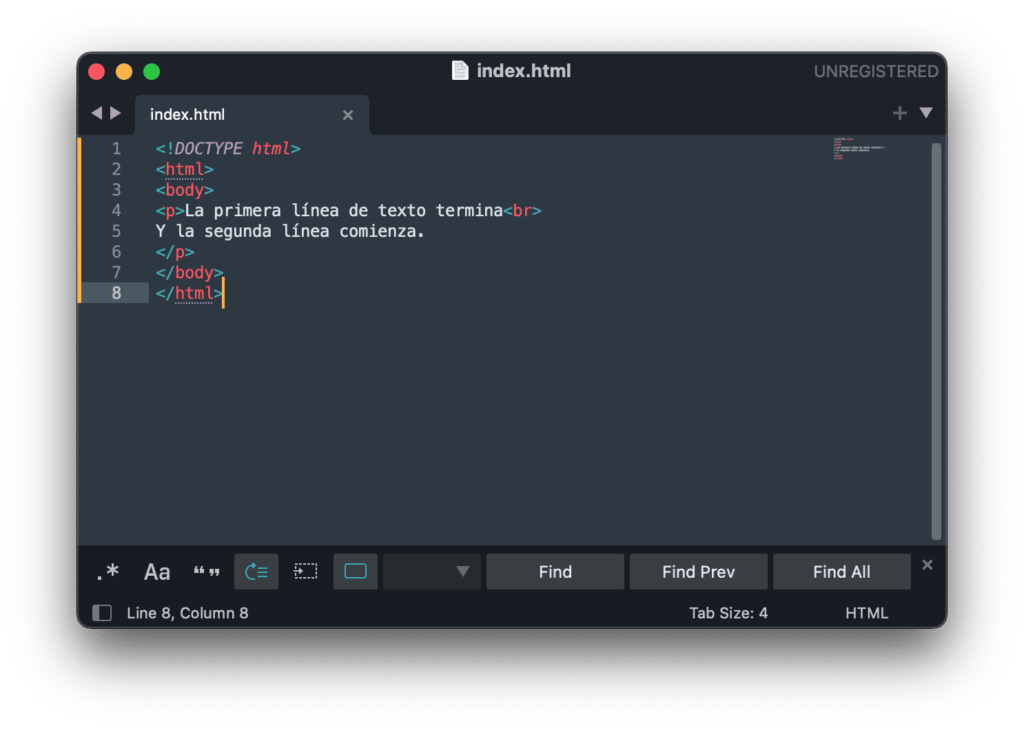 index.html
UNREGISTERED
index.html
1 <!DOCTYPE html>
2 <html>
3 <body>
4 <p>La primera línea de texto termina<br>
5 Y la segunda línea comienza.
6 </p>
7 </body>
8 </html>
.* Aa “ ” Find Find Prev Find All
Line 8, Column 8 Tab Size: 4 HTML